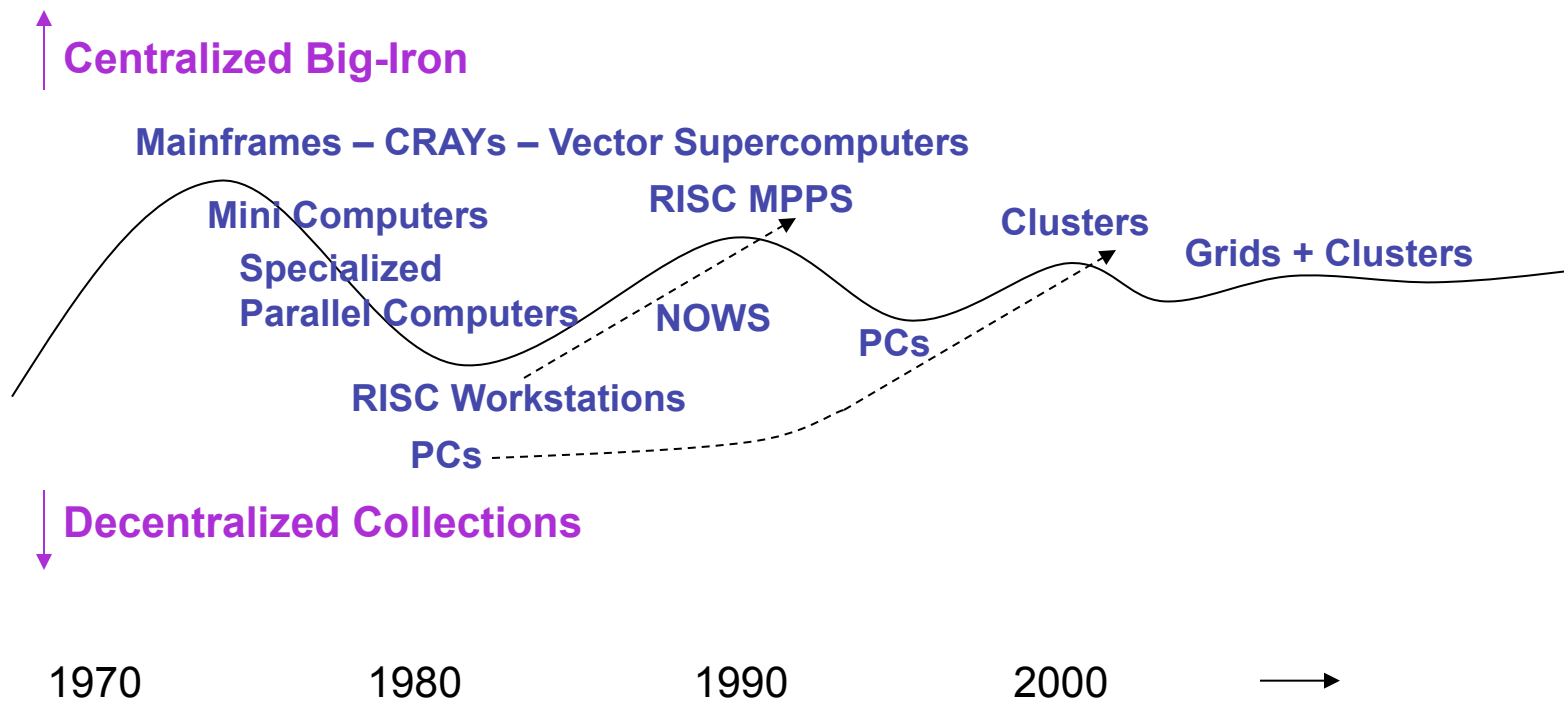 Centralized Big-Iron
Mainframes – CRAYs – Vector Supercomputers
RISC MPPS
Mini Computers
Clusters
Grids + Clusters
Specialized
Parallel Computers
NOWS
PCs
RISC Workstations
PCs
Decentralized Collections
1970 1980 1990 2000